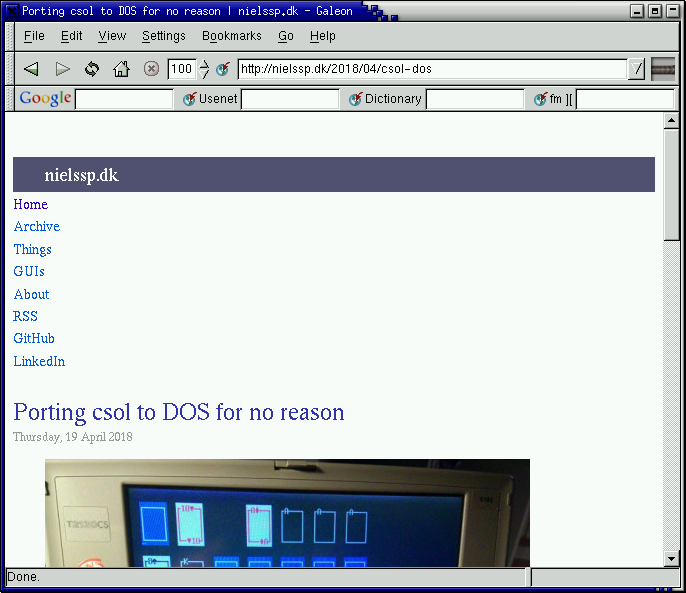 Porting csol to DOS for no reason | nielssp.dk - Galeon
File Edit View Settings Bookmarks Go Help
100 http://nielssp.dk/2018/04/csol-dos
Google Usenet Dictionary fm ][
nielssp.dk
Home
Archive
Things
GUIs
About
RSS
GitHub
LinkedIn
Porting csol to DOS for no reason
Thursday, 19 April 2018
Done.